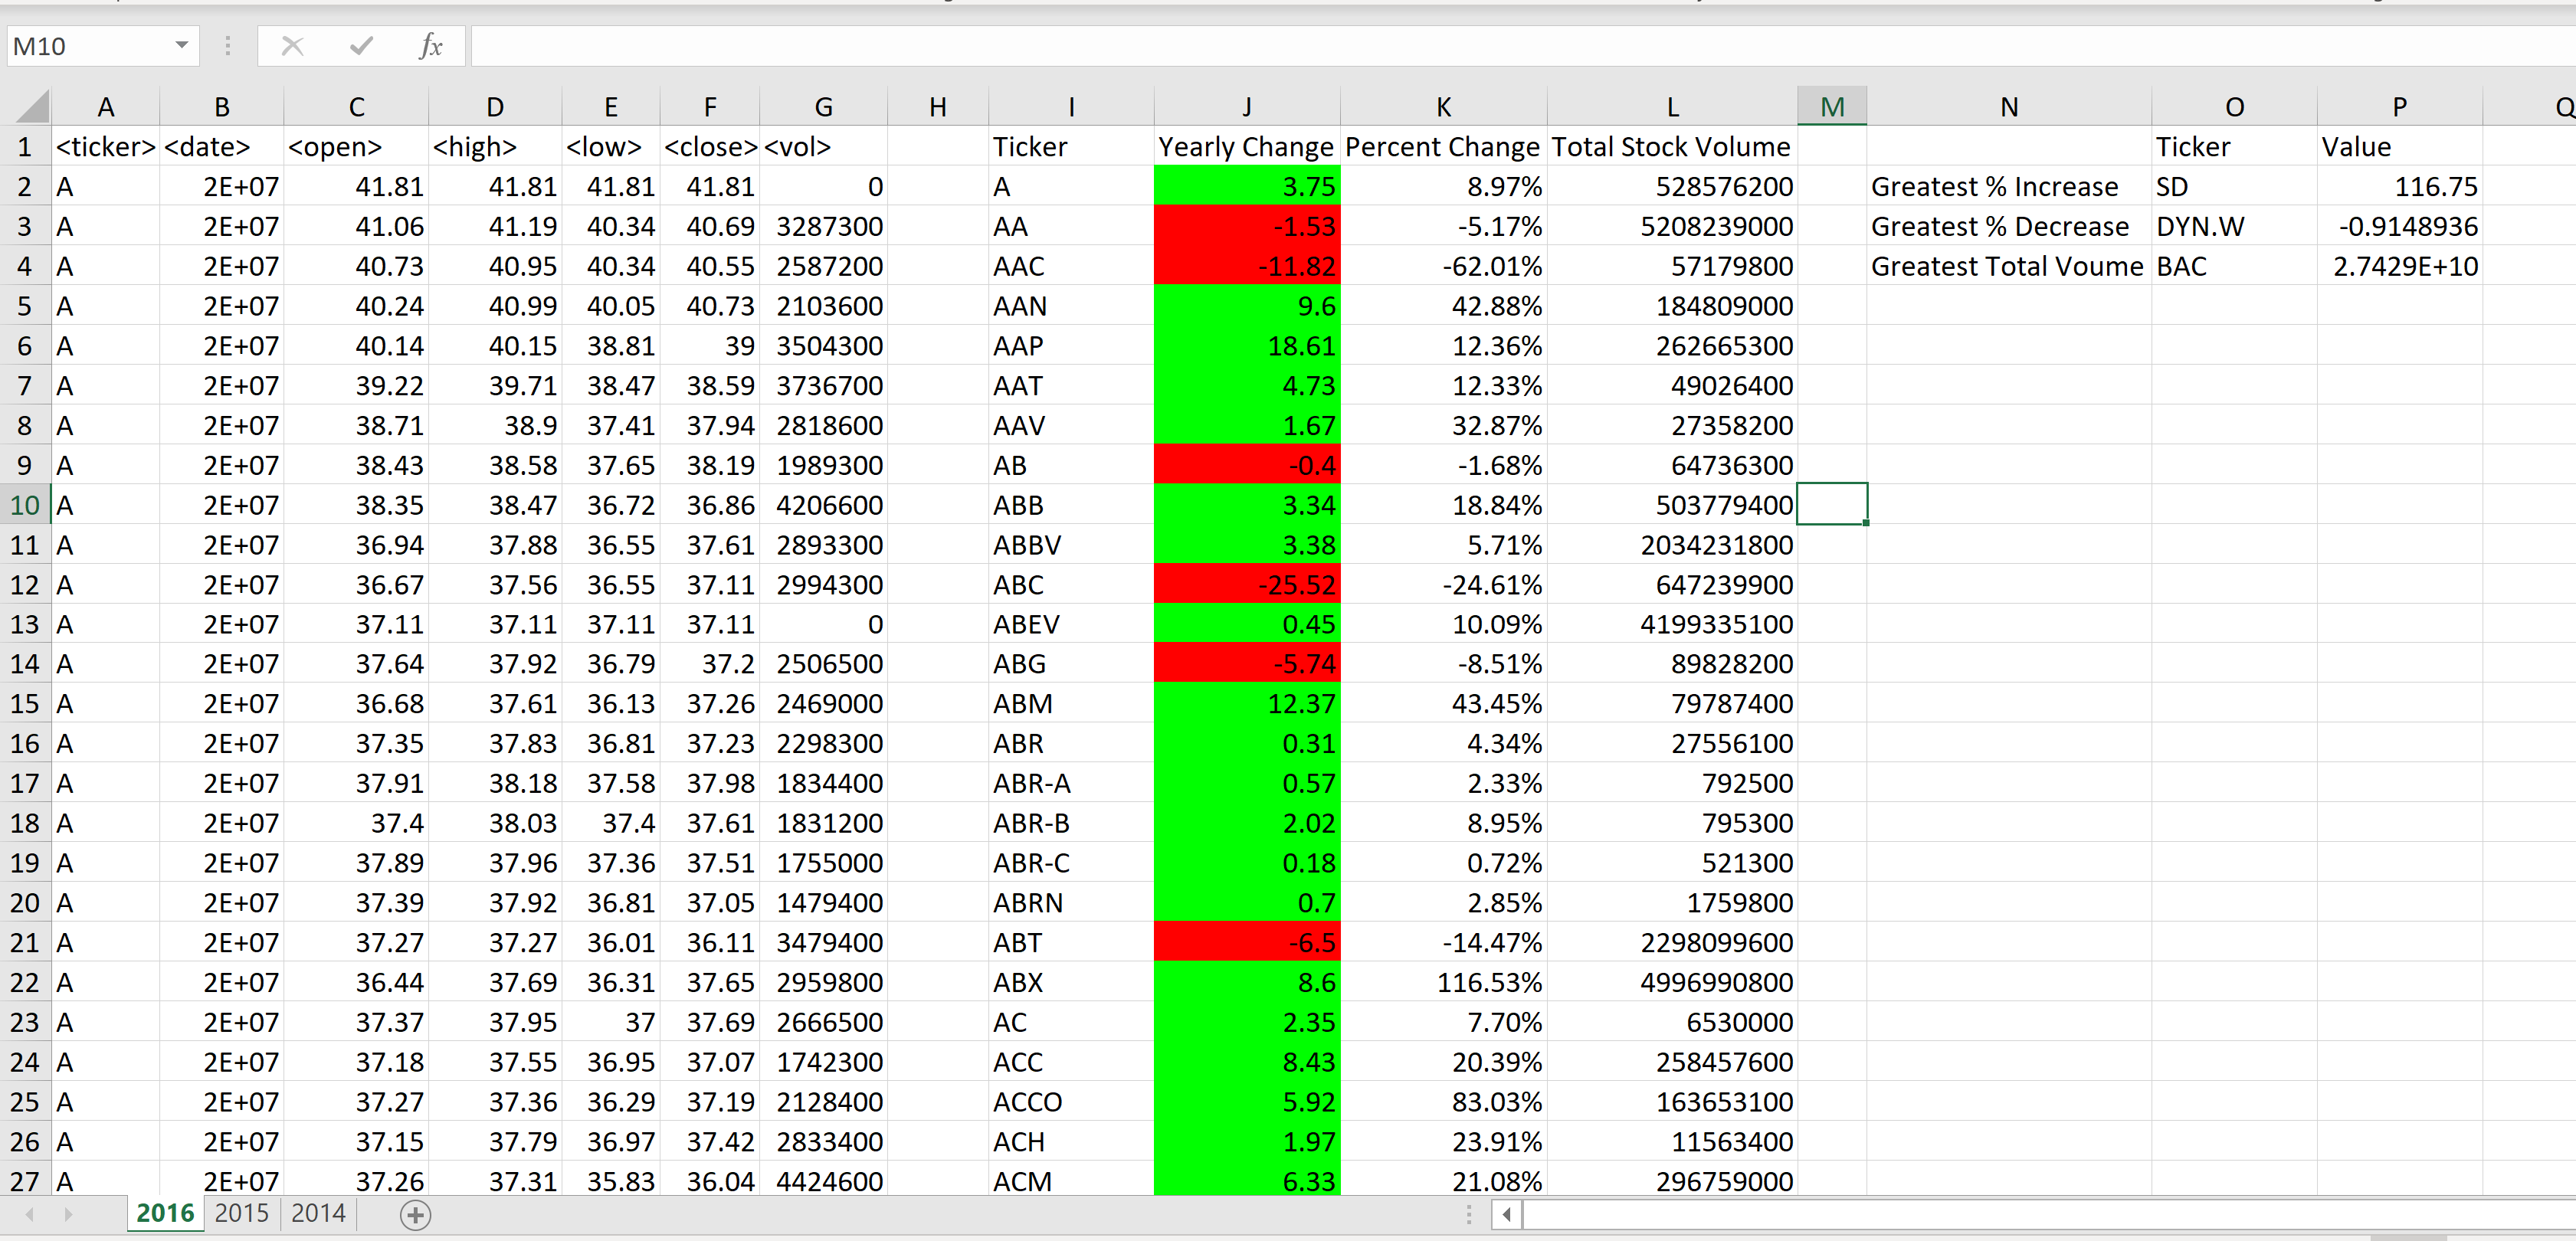 M10 fx
A B C D E F G H I J K L M N O P Q
1 <ticker> <date> <open> <high> <low> <close> <vol> Ticker Yearly Change Percent Change Total Stock Volume Ticker Value
2 A 2E+07 41.81 41.81 41.81 41.81 0 A 3.75 8.97% 528576200 Greatest % Increase SD 116.75
3 A 2E+07 41.06 41.19 40.34 40.69 3287300 AA -1.53 -5.17% 5208239000 Greatest % Decrease DYN.W -0.9148936
4 A 2E+07 40.73 40.95 40.34 40.55 2587200 AAC -11.82 -62.01% 57179800 Greatest Total Voume BAC 2.7429E+10
5 A 2E+07 40.24 40.99 40.05 40.73 2103600 AAN 9.6 42.88% 184809000
6 A 2E+07 40.14 40.15 38.81 39 3504300 AAP 18.61 12.36% 262665300
7 A 2E+07 39.22 39.71 38.47 38.59 3736700 AAT 4.73 12.33% 49026400
8 A 2E+07 38.71 38.9 37.41 37.94 2818600 AAV 1.67 32.87% 27358200
9 A 2E+07 38.43 38.58 37.65 38.19 1989300 AB -0.4 -1.68% 64736300
10 A 2E+07 38.35 38.47 36.72 36.86 4206600 ABB 3.34 18.84% 503779400
11 A 2E+07 36.94 37.88 36.55 37.61 2893300 ABBV 3.38 5.71% 2034231800
12 A 2E+07 36.67 37.56 36.55 37.11 2994300 ABC -25.52 -24.61% 647239900
13 A 2E+07 37.11 37.11 37.11 37.11 0 ABEV 0.45 10.09% 4199335100
14 A 2E+07 37.64 37.92 36.79 37.2 2506500 ABG -5.74 -8.51% 89828200
15 A 2E+07 36.68 37.61 36.13 37.26 2469000 ABM 12.37 43.45% 79787400
16 A 2E+07 37.35 37.83 36.81 37.23 2298300 ABR 0.31 4.34% 27556100
17 A 2E+07 37.91 38.18 37.58 37.98 1834400 ABR-A 0.57 2.33% 792500
18 A 2E+07 37.4 38.03 37.4 37.61 1831200 ABR-B 2.02 8.95% 795300
19 A 2E+07 37.89 37.96 37.36 37.51 1755000 ABR-C 0.18 0.72% 521300
20 A 2E+07 37.39 37.92 36.81 37.05 1479400 ABRN 0.7 2.85% 1759800
21 A 2E+07 37.27 37.27 36.01 36.11 3479400 ABT -6.5 -14.47% 2298099600
22 A 2E+07 36.44 37.69 36.31 37.65 2959800 ABX 8.6 116.53% 4996990800
23 A 2E+07 37.37 37.95 37 37.69 2666500 AC 2.35 7.70% 6530000
24 A 2E+07 37.18 37.55 36.95 37.07 1742300 ACC 8.43 20.39% 258457600
25 A 2E+07 37.27 37.36 36.29 37.19 2128400 ACCO 5.92 83.03% 163653100
26 A 2E+07 37.15 37.79 36.97 37.42 2833400 ACH 1.97 23.91% 11563400
27 A 2E+07 37.26 37.31 35.83 36.04 4424600 ACM 6.33 21.08% 296759000
2016 2015 2014